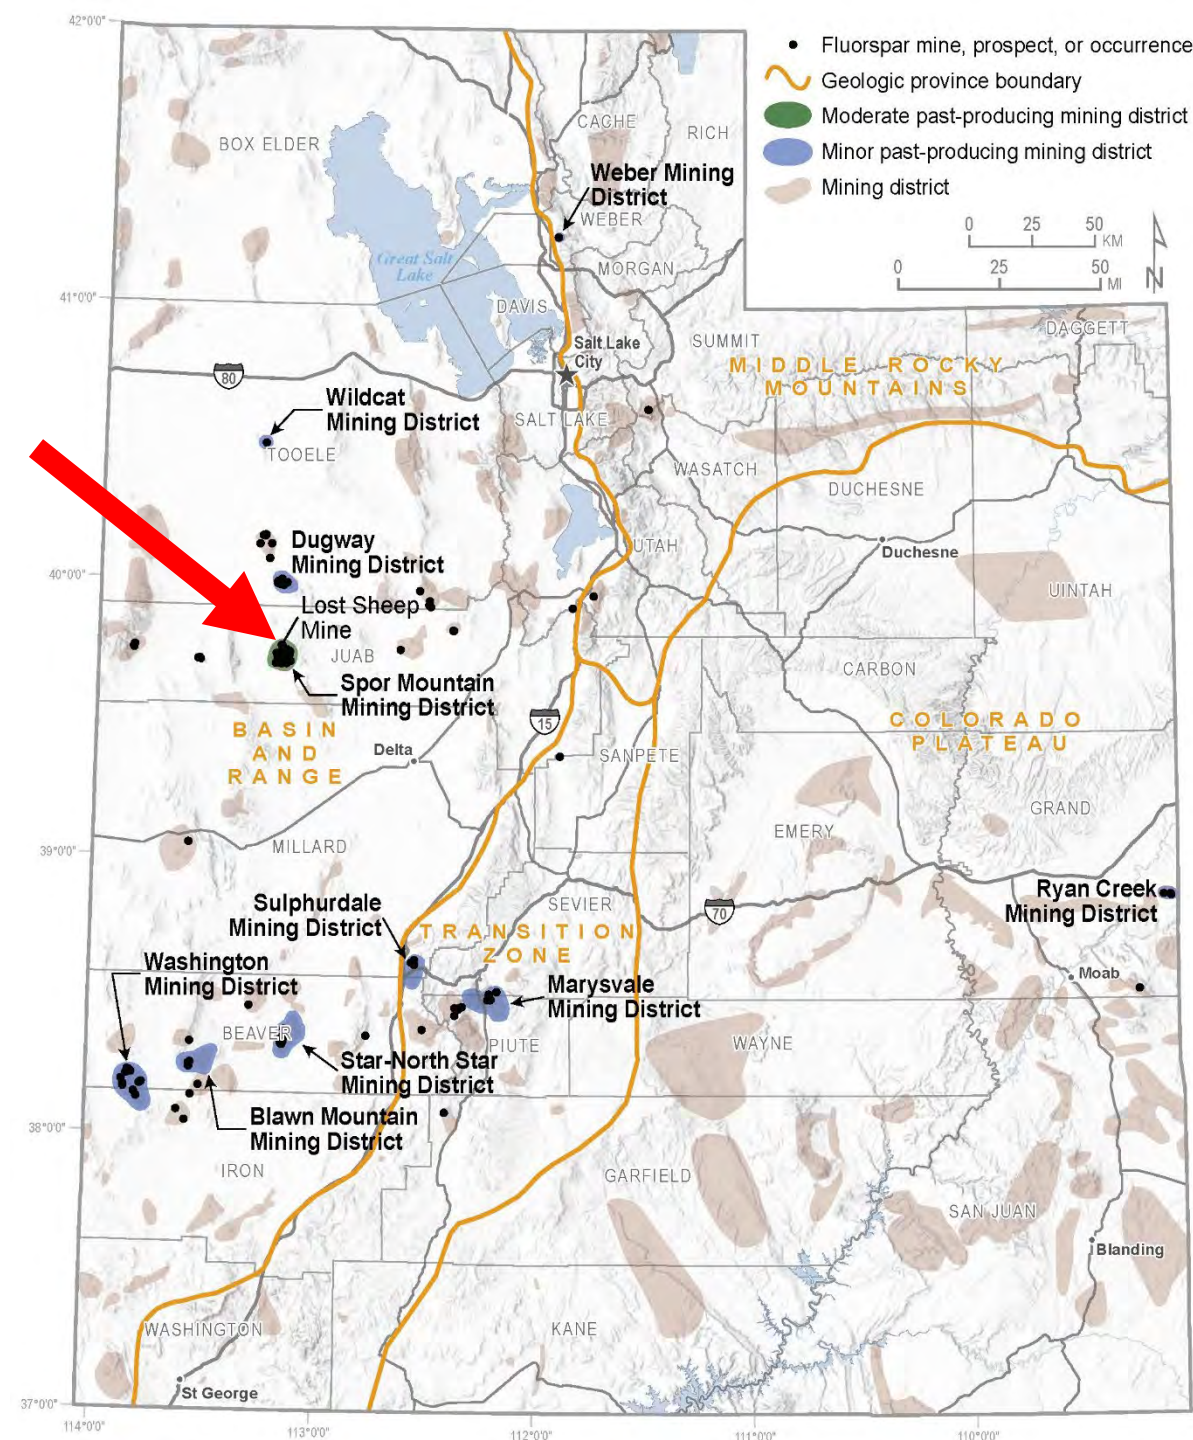 42°0'0"
Fluorspar mine, prospect, or occurrence
Geologic province boundary
Moderate past-producing mining district
Minor past-producing mining district
Mining district
0 25 50
KM
0 25 50
MI
N
CACHE
RICH
BOX ELDER
Weber Mining
District
WEBER
Great Salt
Lake
MORGAN
41°0'0"
DAVIS
SUMMIT
DAGGETT
Salt Lake
City
MIDDLE ROCKY
MOUNTAINS
80
Wildcat
Mining District
SALT LAKE
TOOELE
WASATCH
DUCHESNE
Dugway
Mining District
UTAH
Duchesne
40°0'0"
UINTAH
Lost Sheep
Mine
JUAB
CARBON
Spor Mountain
Mining District
15
BASIN
AND
RANGE
COLORADO
PLATEAU
Delta
SANPETE
GRAND
EMERY
39°0'0"
MILLARD
Sulphurdale
Mining District
SEVIER
70
Ryan Creek
Mining District
TRANSITION
ZONE
Washington
Mining District
Moab
Marysvale
Mining District
BEAVER
PIUTE
WAYNE
Star-North Star
Mining District
Blawn Mountain
Mining District
38°0'0"
IRON
GARFIELD
SAN JUAN
Blanding
WASHINGTON
KANE
St George
37°0'0"
114°0'0"
113°0'0"
112°0'0"
111°0'0"
110°0'0"